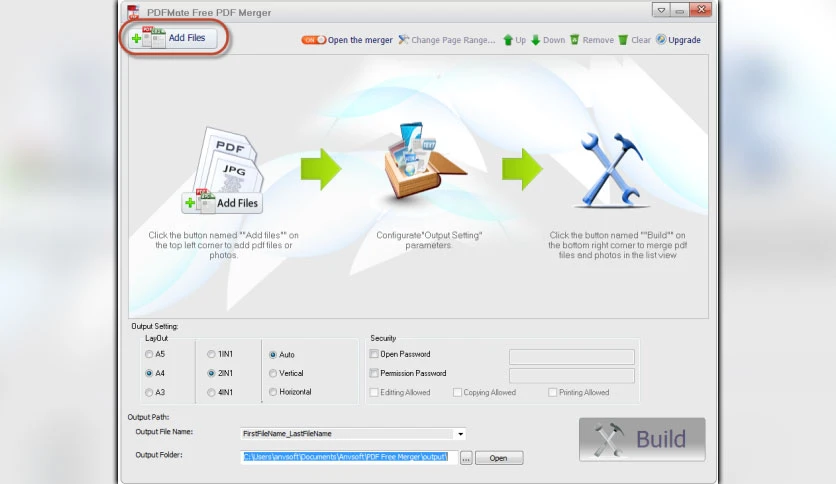 PDFMate Free PDF Merger
Add Files
ON Open the merger Change Page Range... Up Down Remove Clear Upgrade
PDF
JPG
Add Files
Click the button named ""Add files"" on
the top left corner to add pdf files or
photos.
Configurate"Output Setting"
parameters.
Click the button named ""Build"" on
the bottom right corner to merge pdf
files and photos in the list view
Output Setting:
LayOut
A5 1IN1 Auto
A4 2IN1 Vertical
A3 4IN1 Horizontal
Security
Open Password
Permission Password
Editing Allowed Copying Allowed Printing Allowed
Output Path:
Output File Name: FirstFileName_LastFileName
Output Folder: C:\Users\anvsoft\Documents\Anvsoft\PDF Free Merger\output\ ... Open
Build